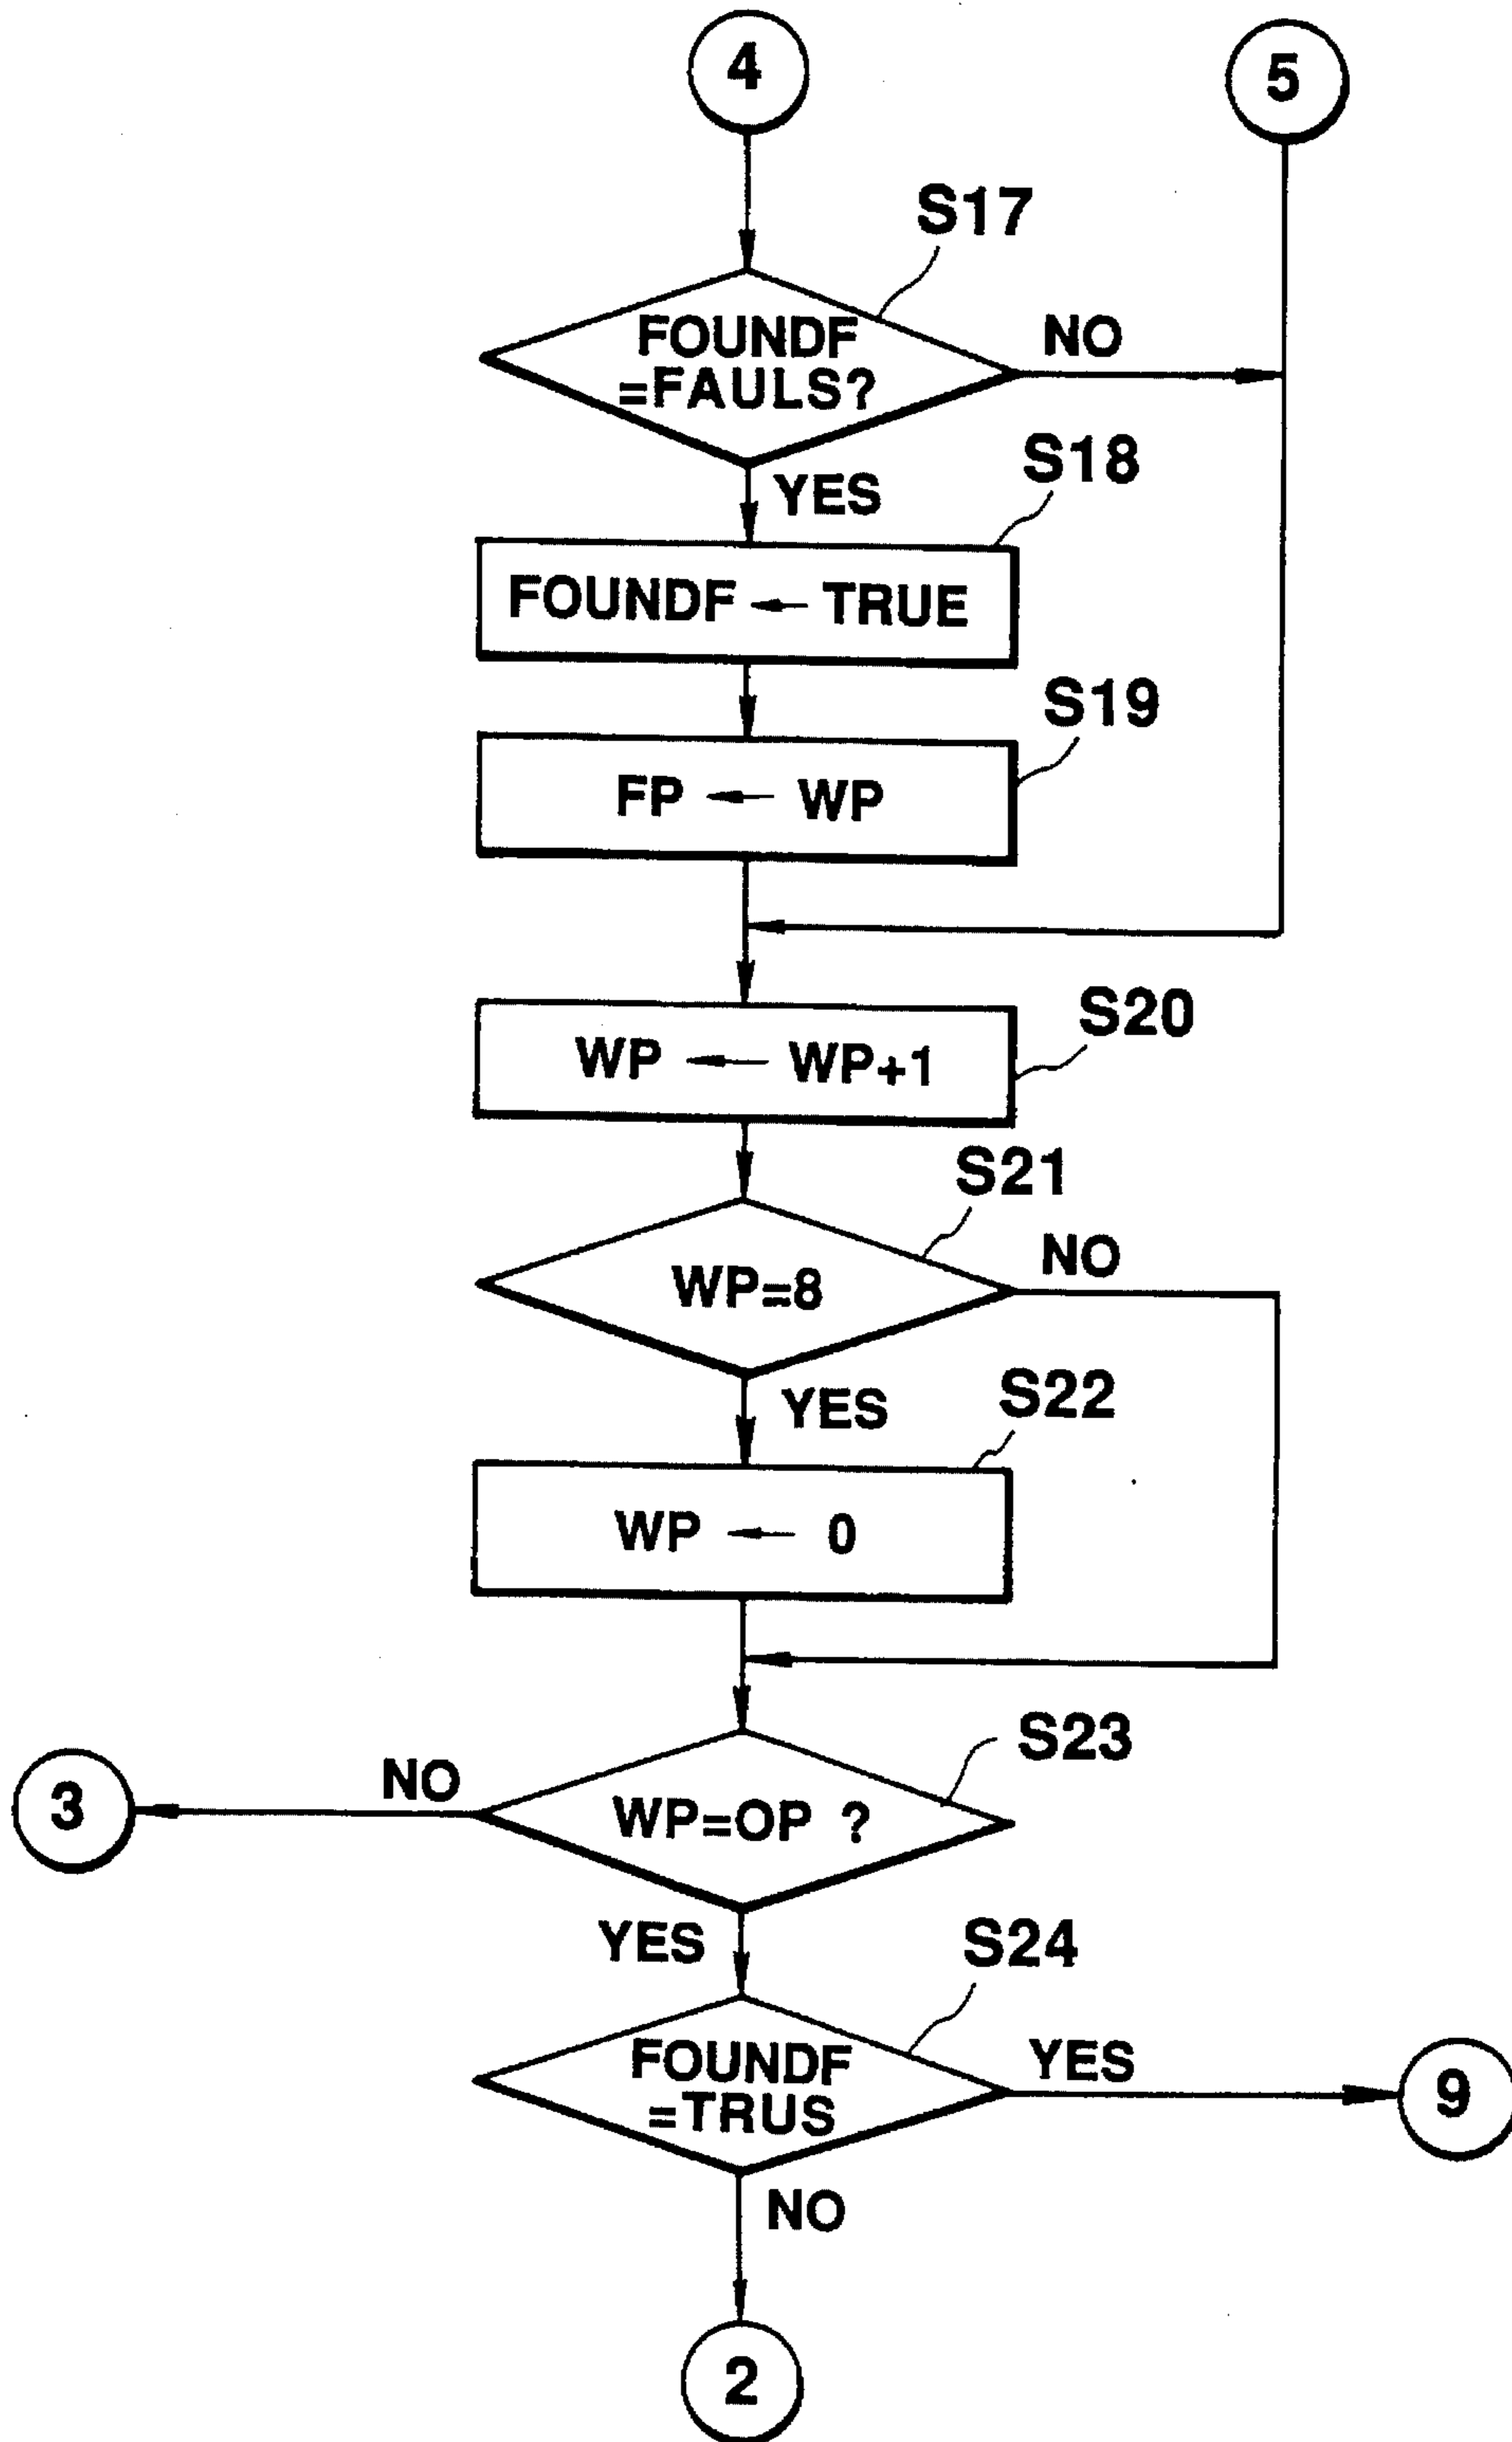 4
5
S17
FOUNDF
=FAULS?
NO
YES
S18
FOUNDF ← TRUE
S19
FP ← WP
S20
WP ← WP+1
S21
WP=8
NO
YES
S22
WP ← 0
S23
NO
3
WP=OP ?
YES
S24
FOUNDF
=TRUS
YES
9
NO
2